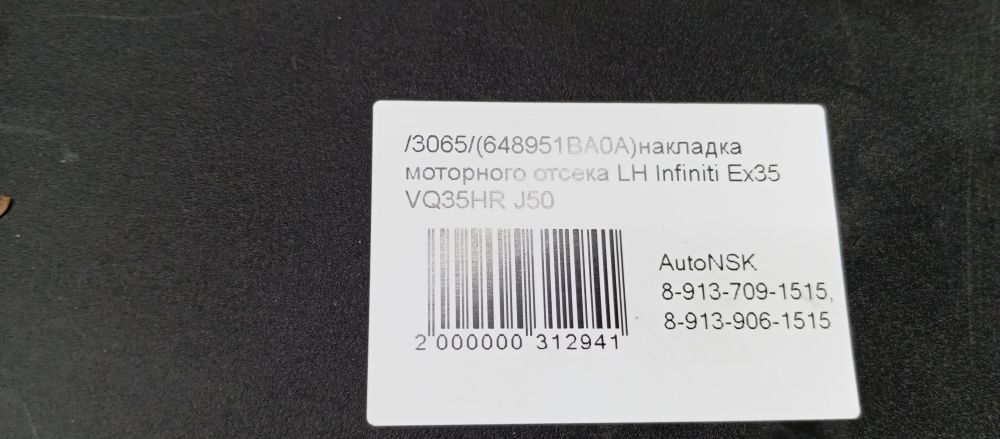 /3065/(648951BA0A)накладка
моторного отсека LH Infiniti Ex35
VQ35HR J50
AutoNSK
8-913-709-1515,
8-913-906-1515
2 000000 312941